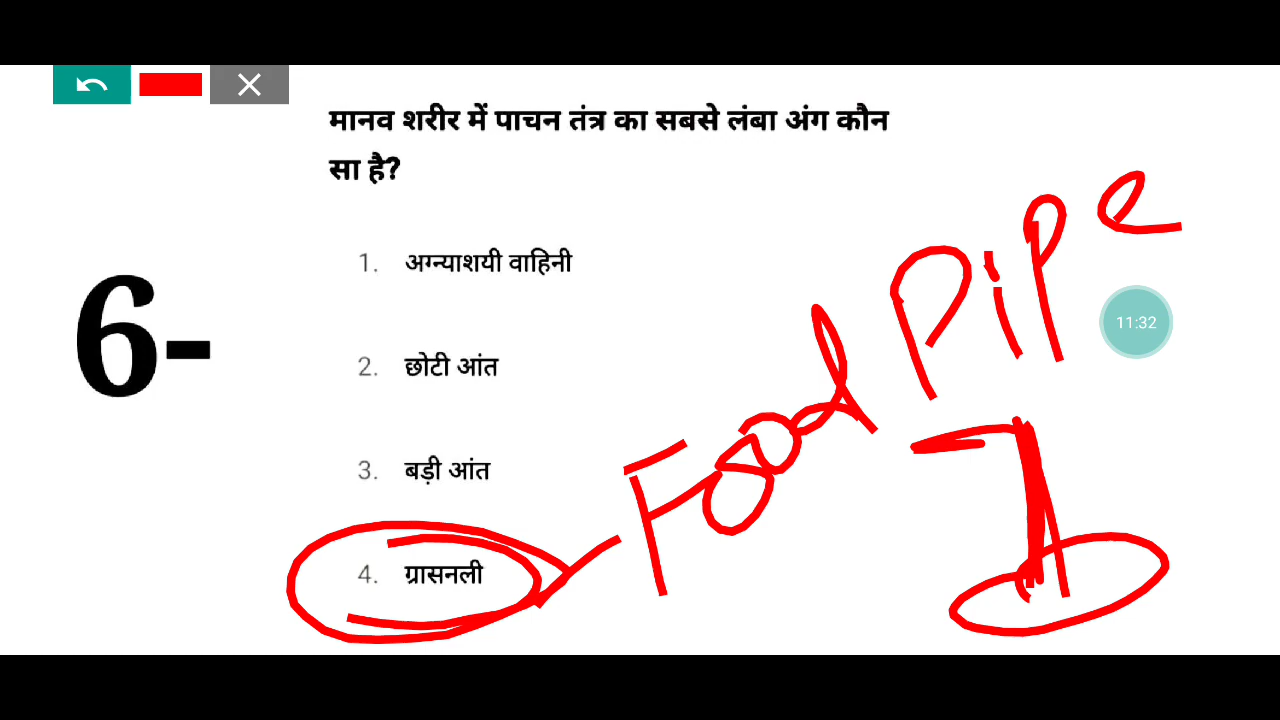 मानव शरीर में पाचन तंत्र का सबसे लंबा अंग कौन
सा है?
6-
1. अग्न्याशयी वाहिनी
2. छोटी आंत
3. बड़ी आंत
4. ग्रासनली
Food PiPe
11:32